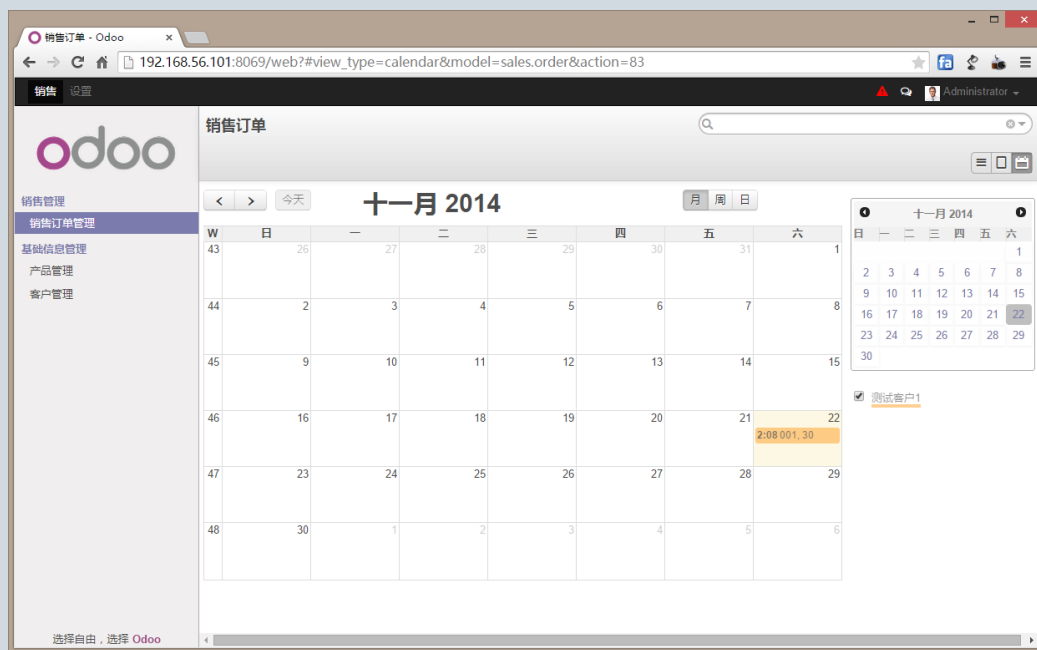 销售订单 - Odoo
192.168.56.101:8069/web?#view_type=calendar&model=sales.order&action=83
销售 设置 Administrator
odoo
销售订单
销售管理
销售订单管理
基础信息管理
产品管理
客户管理
今天 十一月 2014 月 周 日
W 日 一 二 三 四 五 六
43 26 27 28 29 30 31 1
44 2 3 4 5 6 7 8
45 9 10 11 12 13 14 15
46 16 17 18 19 20 21 22
2:08 001, 30
47 23 24 25 26 27 28 29
48 30 1 2 3 4 5 6
十一月 2014
日 一 二 三 四 五 六
1
2 3 4 5 6 7 8
9 10 11 12 13 14 15
16 17 18 19 20 21 22
23 24 25 26 27 28 29
30
测试客户1
选择自由，选择 Odoo